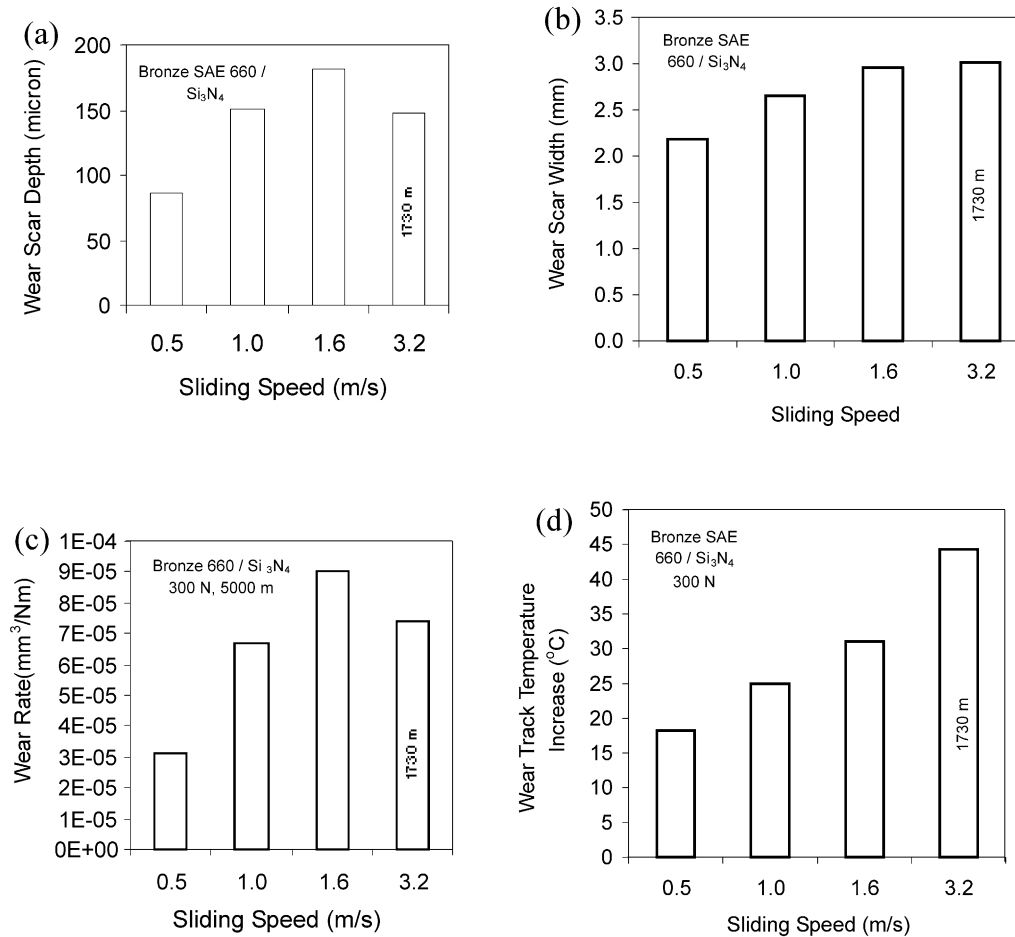 (a)
Wear Scar Depth (micron)
200
150
100
50
0
Bronze SAE 660 /
Si₃N₄
1730 m
0.5 1.0 1.6 3.2
Sliding Speed (m/s)
(b)
Wear Scar Width (mm)
3.5
3.0
2.5
2.0
1.5
1.0
0.5
0.0
Bronze SAE
660 / Si₃N₄
1730 m
0.5 1.0 1.6 3.2
Sliding Speed
(c)
Wear Rate(mm³/Nm)
1E-04
9E-05
8E-05
7E-05
6E-05
5E-05
4E-05
3E-05
2E-05
1E-05
0E+00
Bronze 660 / Si ₃N₄
300 N, 5000 m
1730 m
0.5 1.0 1.6 3.2
Sliding Speed (m/s)
(d)
Wear Track Temperature
Increase (°C)
50
45
40
35
30
25
20
15
10
5
0
Bronze SAE
660 / Si₃N₄
300 N
1730 m
0.5 1.0 1.6 3.2
Sliding Speed (m/s)